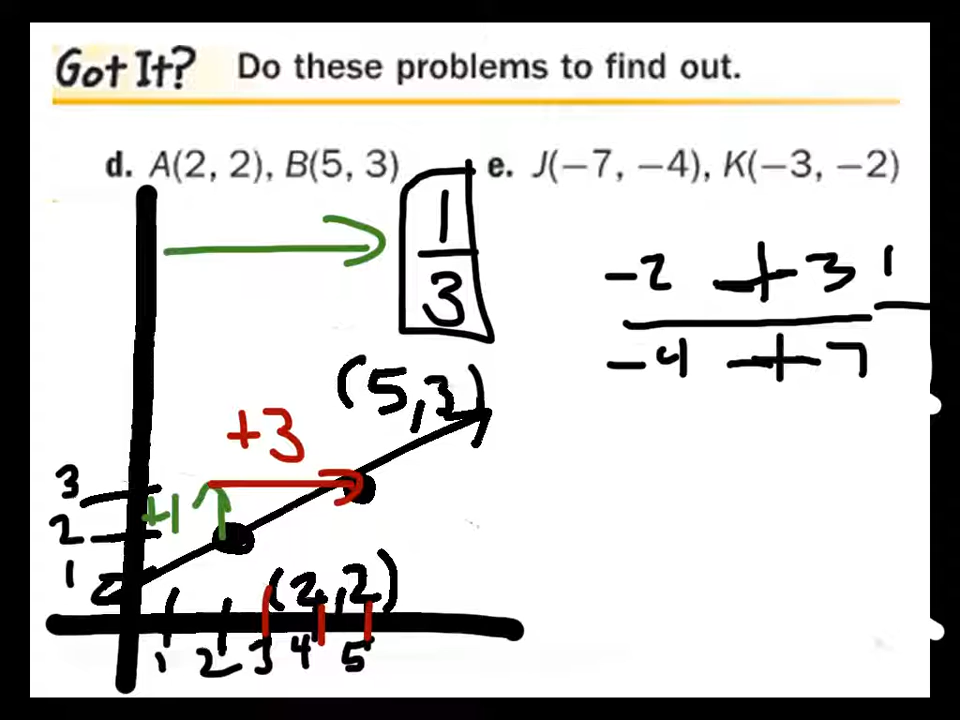 Got It? Do these problems to find out.
d. A(2, 2), B(5, 3)
e. J(−7, −4), K(−3, −2)
1
3
-2 + 3 1
-4 + 7
(5,3)
+3
3
+1
2
1
(2,2)
1 2 3 4 5